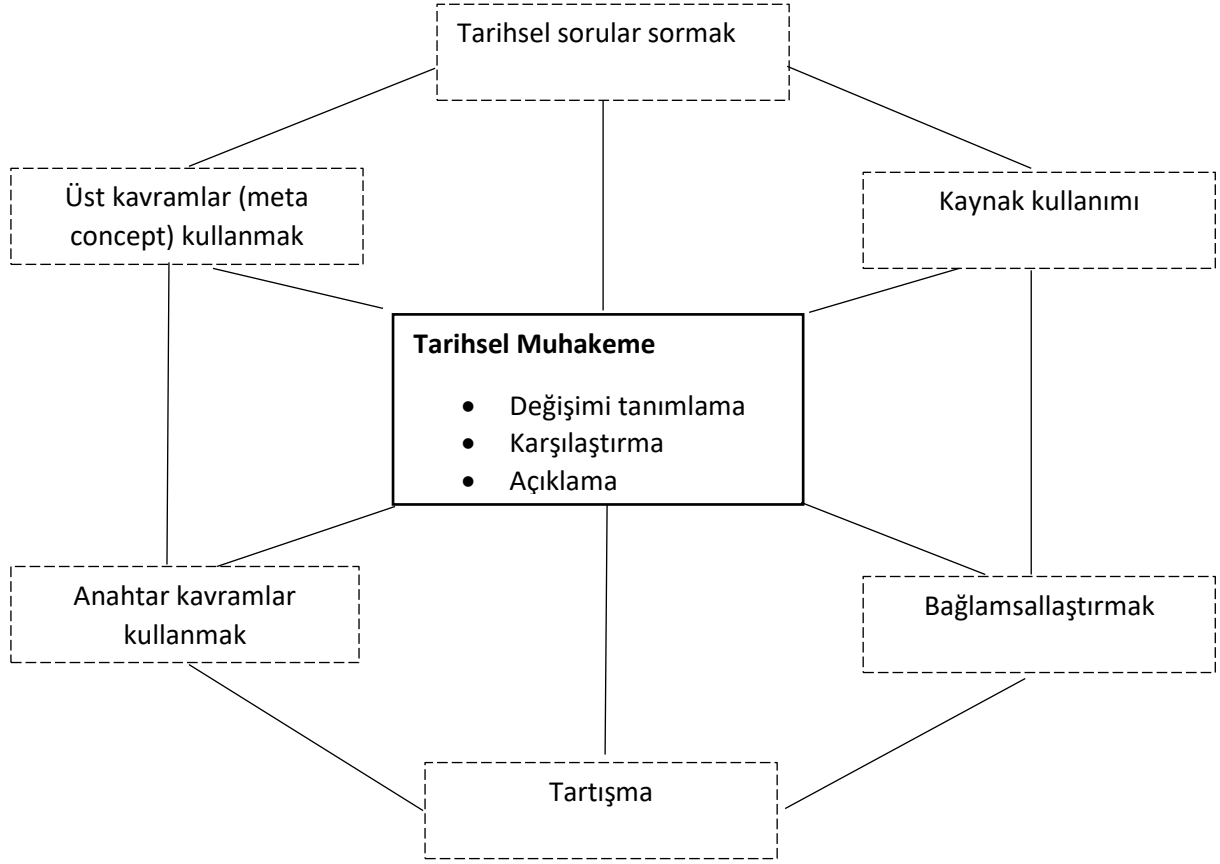 Tarihsel sorular sormak
Üst kavramlar (meta
concept) kullanmak
Kaynak kullanımı
Tarihsel Muhakeme
• Değişimi tanımlama
• Karşılaştırma
• Açıklama
Anahtar kavramlar
kullanmak
Bağlamsallaştırmak
Tartışma